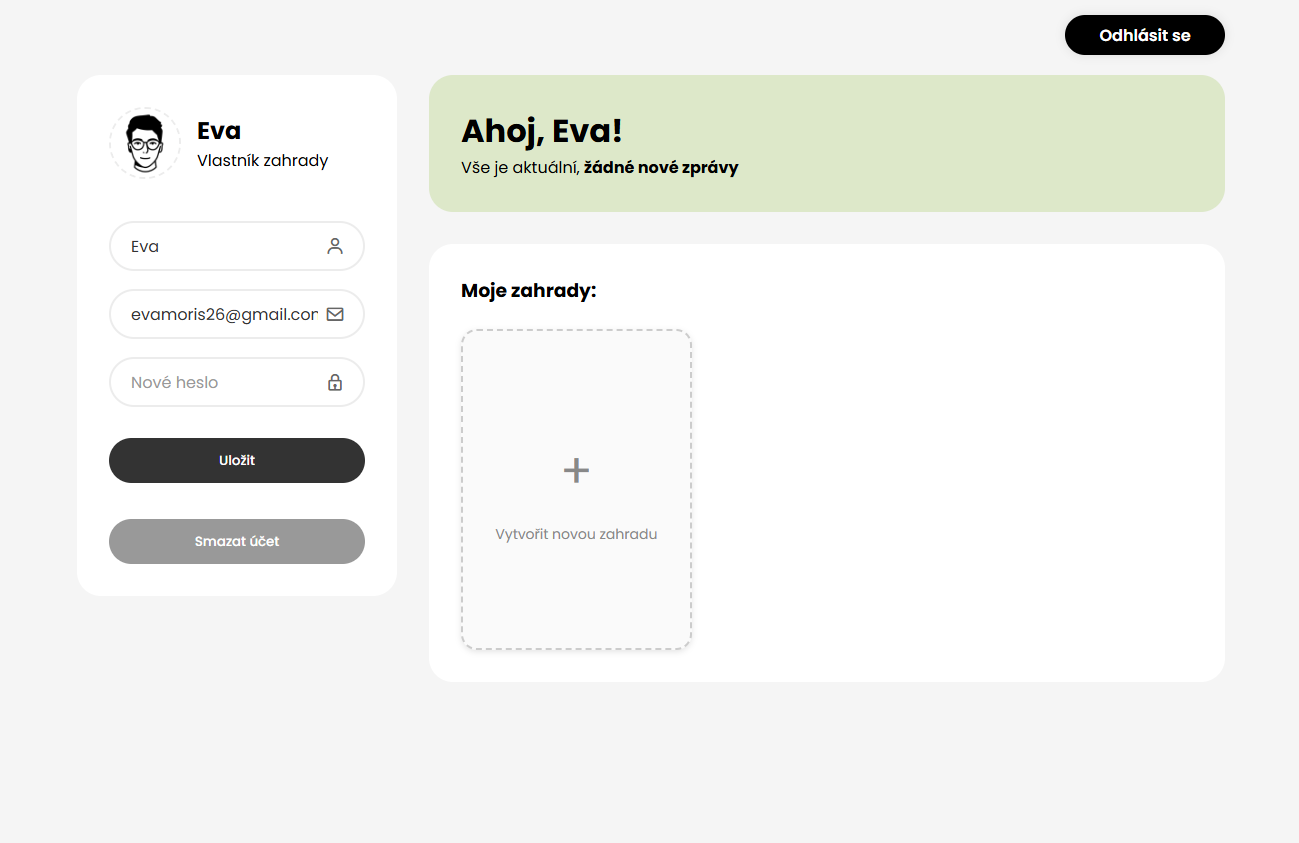 Odhlásit se
Eva
Vlastník zahrady
Eva
evamoris26@gmail.con
Nové heslo
Uložit
Smazat účet
Ahoj, Eva!
Vše je aktuální, žádné nové zprávy
Moje zahrady:
+
Vytvořit novou zahradu